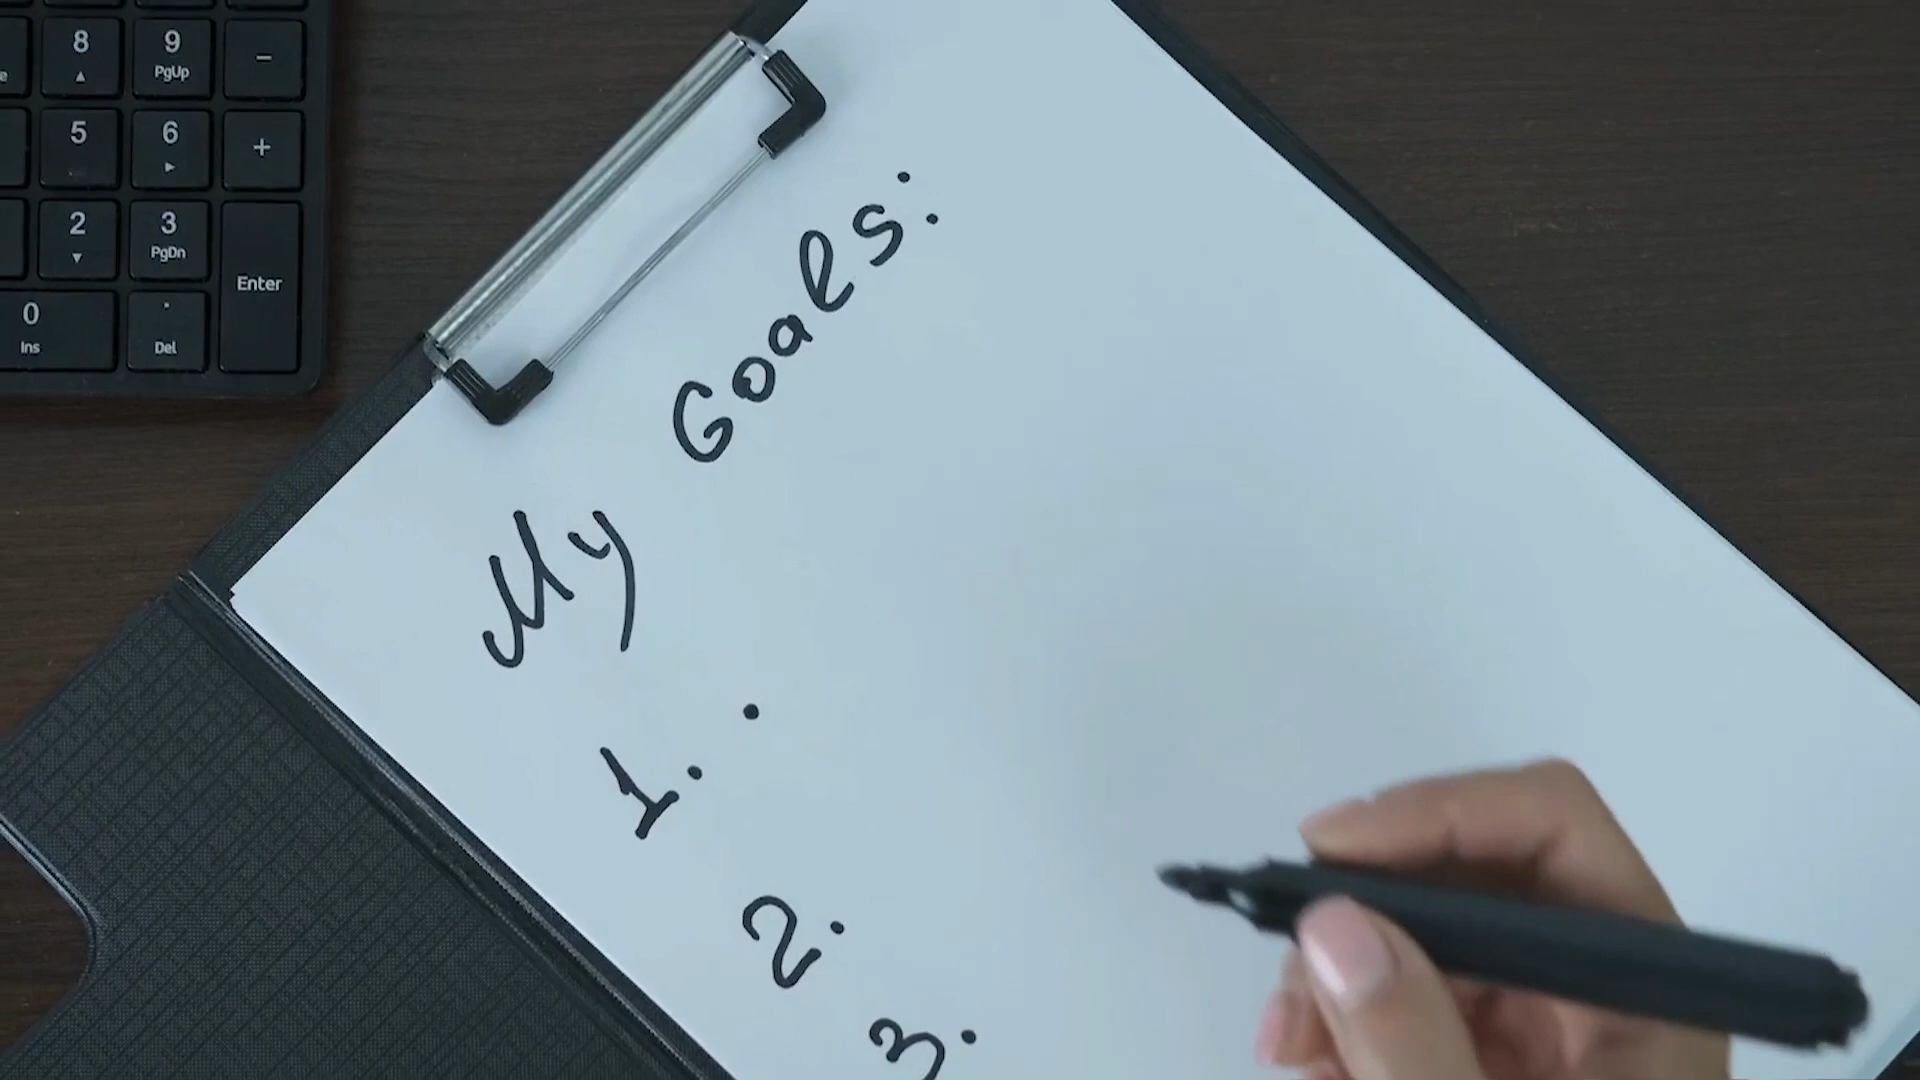 8
9
PgUp
-
5
6
+
2
3
PgDn
Enter
0
Ins
.
Del
My Goals:
1. .
2.
3.